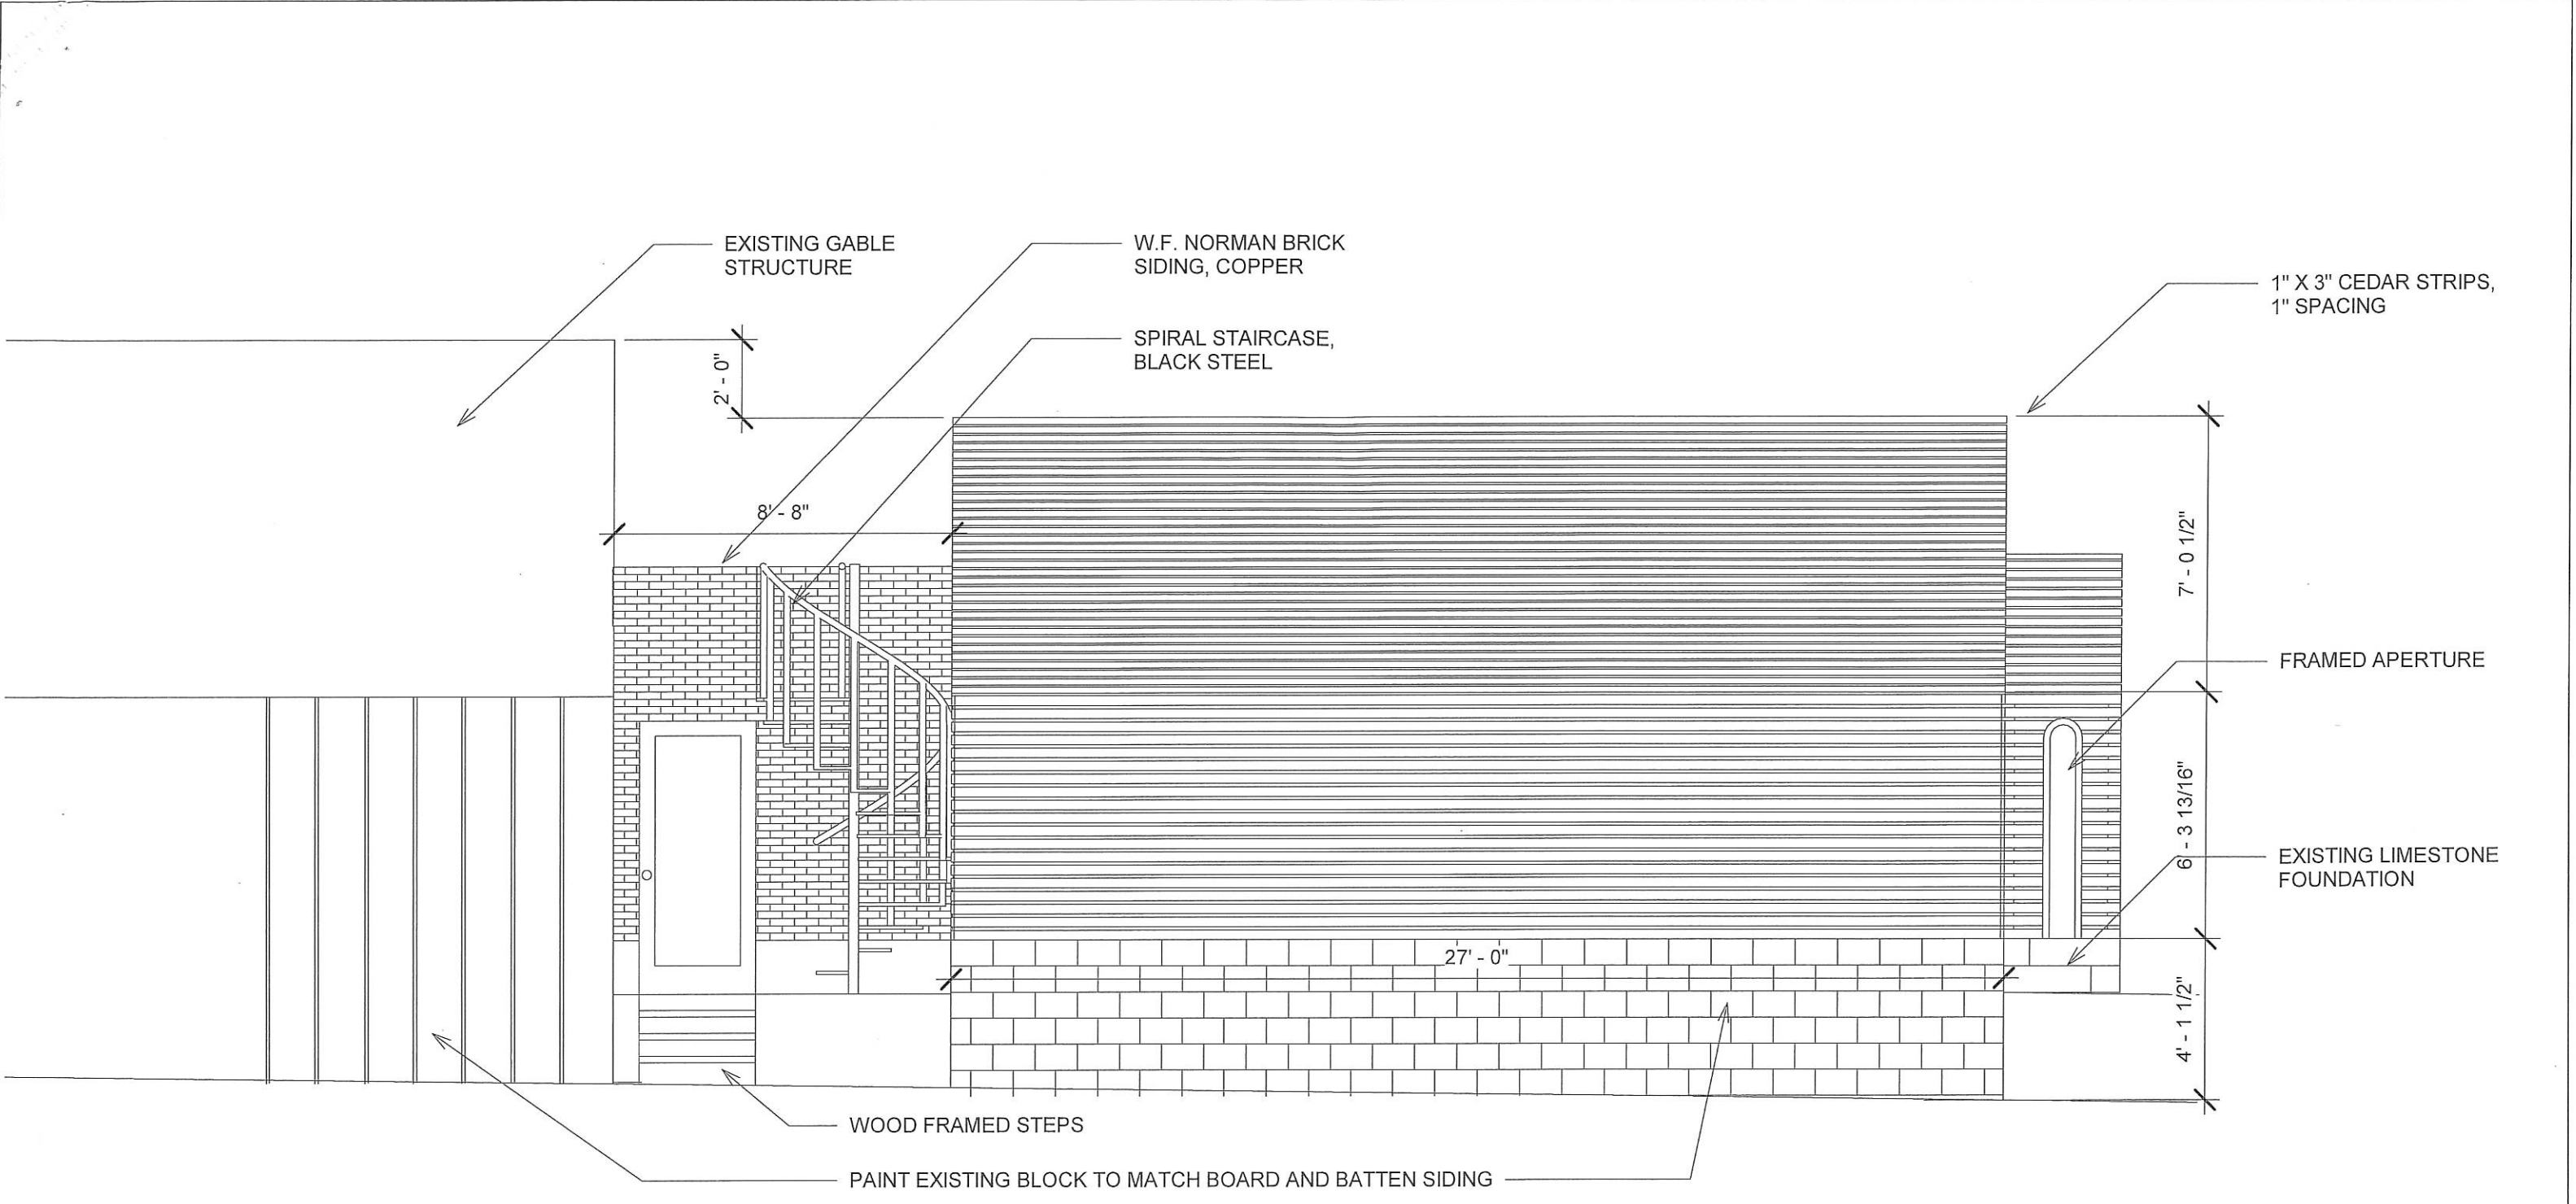 EXISTING GABLE
STRUCTURE
W.F. NORMAN BRICK
SIDING, COPPER
1" X 3" CEDAR STRIPS,
1" SPACING
SPIRAL STAIRCASE,
BLACK STEEL
2' - 0"
8' - 8"
7' - 0 1/2"
FRAMED APERTURE
6' - 3 13/16"
EXISTING LIMESTONE
FOUNDATION
27' - 0"
4' - 1 1/2"
WOOD FRAMED STEPS
PAINT EXISTING BLOCK TO MATCH BOARD AND BATTEN SIDING